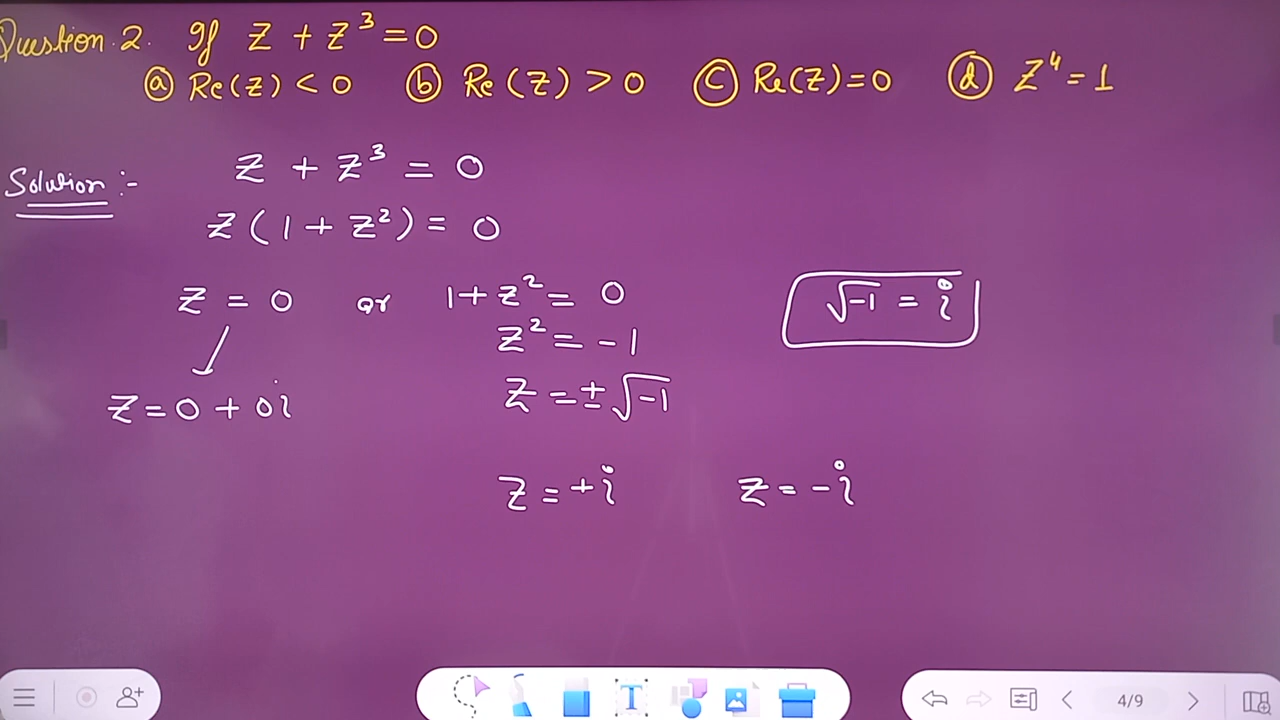 Question.2. If z + z³ = 0
ⓐ Re(z) < 0 ⓑ Re(z) > 0 ⓒ Re(z) = 0 ⓓ z⁴ = 1
Solution :- z + z³ = 0
z(1 + z²) = 0
z = 0 or 1 + z² = 0 √-1 = i
z² = -1
z = 0 + 0i z = ±√-1
z = +i z = -i
T 4/9